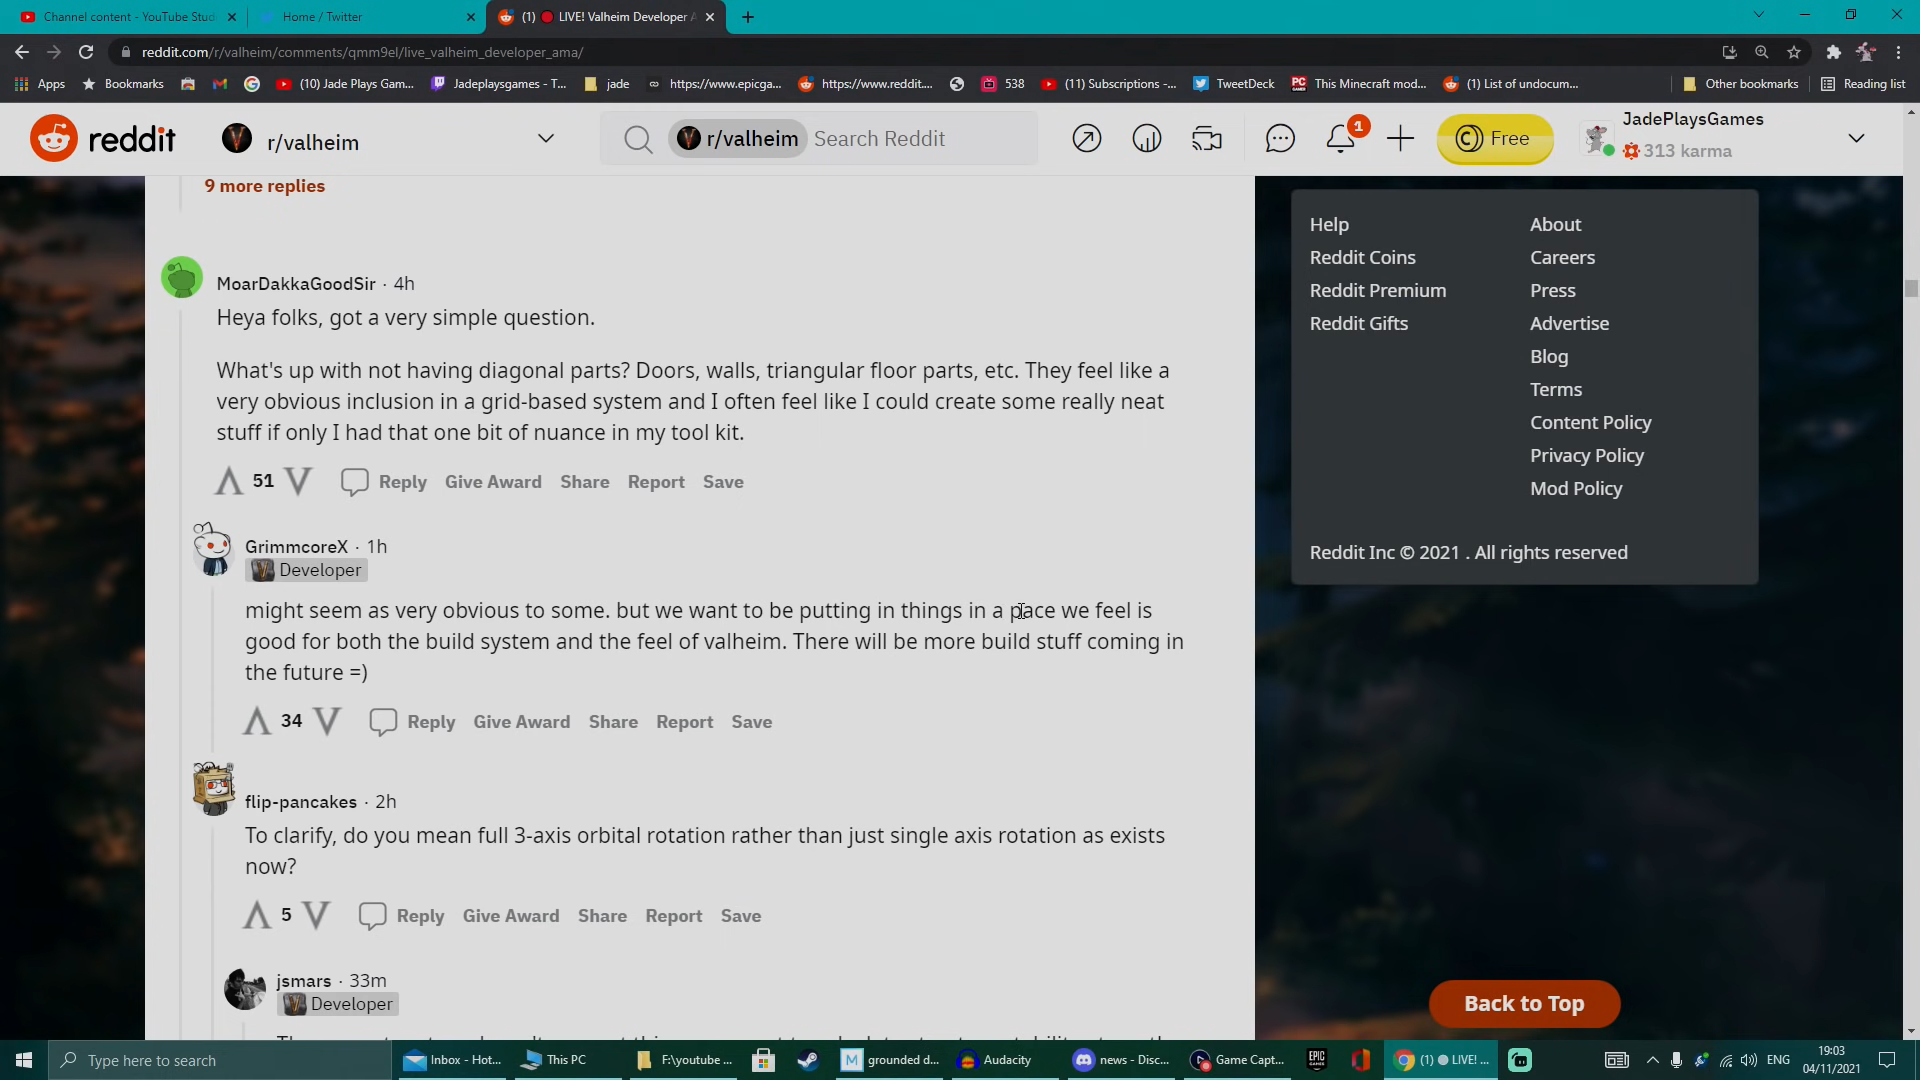 Channel content - YouTube Stud
Home / Twitter
(1) 🔴 LIVE! Valheim Developer A
reddit.com/r/valheim/comments/qmm9el/live_valheim_developer_ama/
Apps
Bookmarks
(10) Jade Plays Gam...
Jadeplaysgames - T...
jade
https://www.epicga...
https://www.reddit....
538
(11) Subscriptions -...
TweetDeck
This Minecraft mod...
(1) List of undocum...
Other bookmarks
Reading list
reddit
r/valheim
r/valheim
Search Reddit
1
Free
JadePlaysGames
313 karma
9 more replies
MoarDakkaGoodSir · 4h
Heya folks, got a very simple question.
What's up with not having diagonal parts? Doors, walls, triangular floor parts, etc. They feel like a
very obvious inclusion in a grid-based system and I often feel like I could create some really neat
stuff if only I had that one bit of nuance in my tool kit.
51
Reply
Give Award
Share
Report
Save
GrimmcoreX · 1h
Developer
might seem as very obvious to some. but we want to be putting in things in a pace we feel is
good for both the build system and the feel of valheim. There will be more build stuff coming in
the future =)
34
Reply
Give Award
Share
Report
Save
flip-pancakes · 2h
To clarify, do you mean full 3-axis orbital rotation rather than just single axis rotation as exists
now?
5
Reply
Give Award
Share
Report
Save
jsmars · 33m
Developer
Help
Reddit Coins
Reddit Premium
Reddit Gifts
About
Careers
Press
Advertise
Blog
Terms
Content Policy
Privacy Policy
Mod Policy
Reddit Inc © 2021 . All rights reserved
Back to Top
Type here to search
Inbox - Hot...
This PC
F:\youtube ...
grounded d...
Audacity
news - Disc...
Game Capt...
EPIC GAMES
(1) 🔴 LIVE! ...
ENG
19:03
04/11/2021